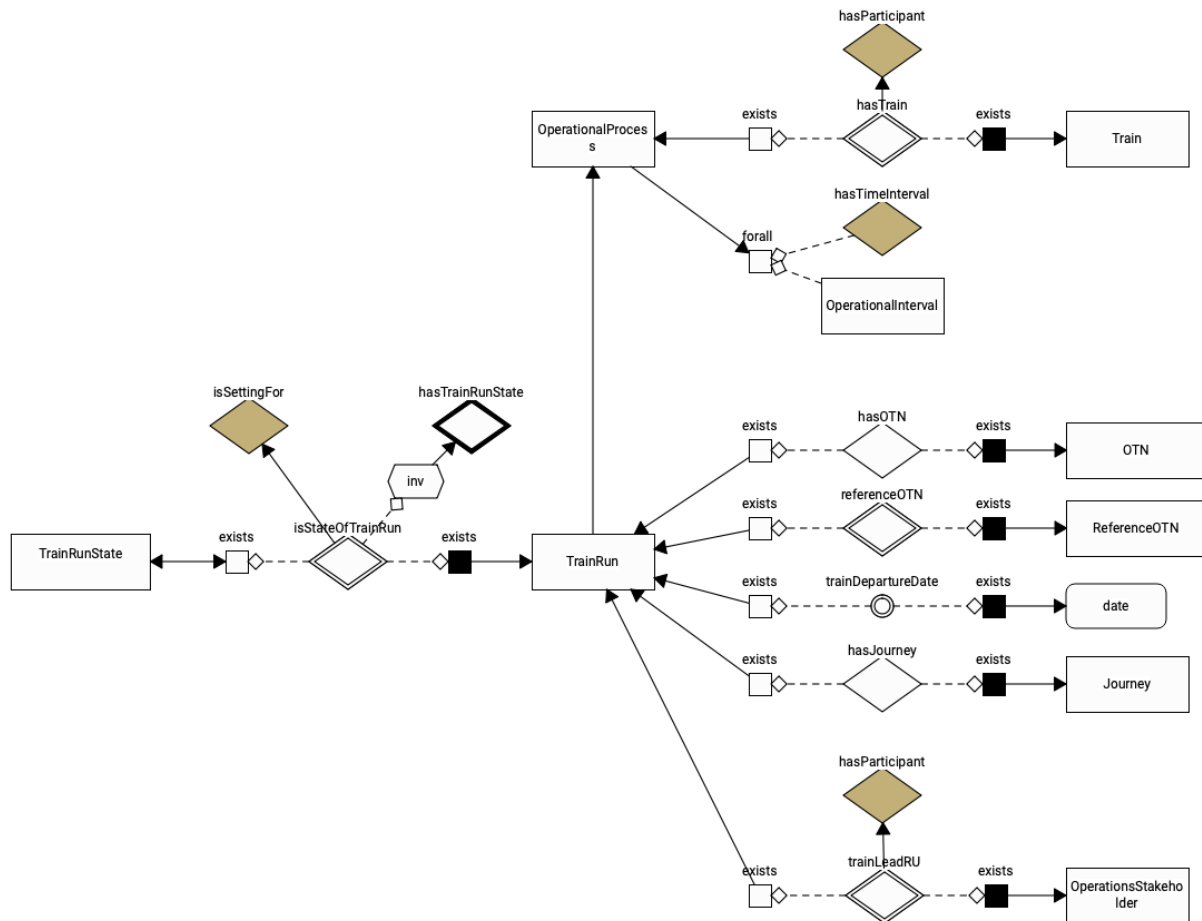 hasParticipant
exists
hasTrain
exists
OperationalProces
s
Train
hasTimeInterval
forall
OperationalInterval
isSettingFor
hasTrainRunState
inv
exists
hasOTN
exists
OTN
exists
referenceOTN
exists
ReferenceOTN
TrainRunState
exists
isStateOfTrainRun
exists
TrainRun
exists
trainDepartureDate
exists
date
exists
hasJourney
exists
Journey
hasParticipant
exists
trainLeadRU
exists
OperationsStakeho
lder